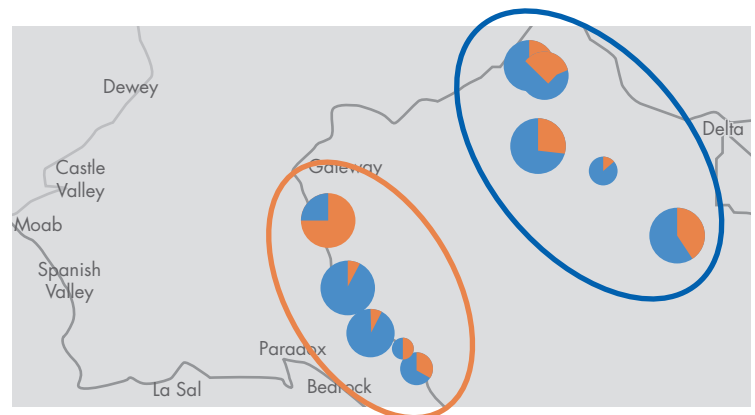 Dewey
Delta
Castle
Valley
Gateway
Moab
Spanish
Valley
Paradox
La Sal
Bedrock